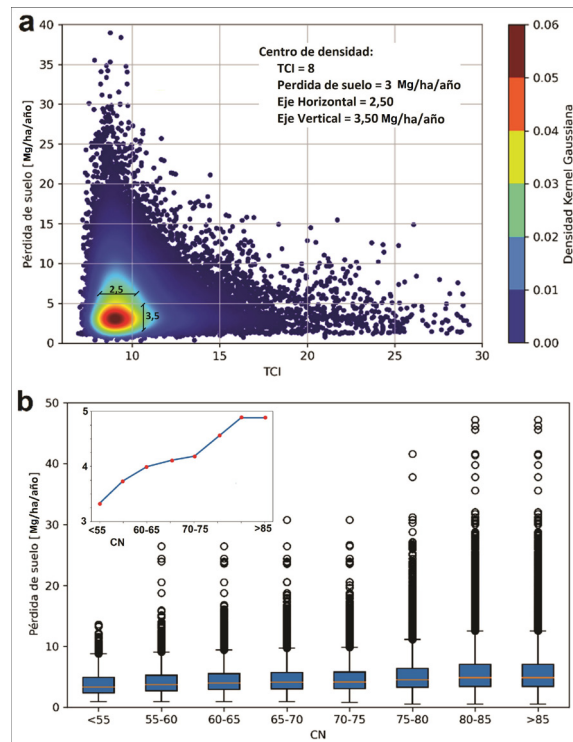 a
Centro de densidad:
TCI = 8
Perdida de suelo = 3 Mg/ha/año
Eje Horizontal = 2,50
Eje Vertical = 3,50 Mg/ha/año
Pérdida de suelo [Mg/ha/año]
40
35
30
25
20
15
10
5
0
2,5
3,5
10 15 20 25 30
TCI
0.06
0.05
0.04
0.03
0.02
0.01
0.00
Densidad Kernel Gaussiana
b
Pérdida de suelo [Mg/ha/año]
50
40
30
20
10
0
5
4
3
<55 60-65 70-75 >85
CN
<55 55-60 60-65 65-70 70-75 75-80 80-85 >85
CN